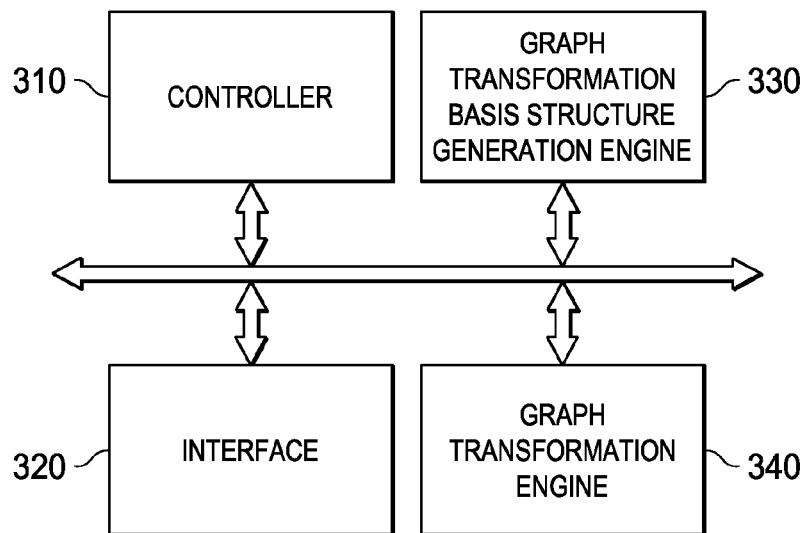 310
CONTROLLER
GRAPH
TRANSFORMATION
BASIS STRUCTURE
GENERATION ENGINE
330
320
INTERFACE
GRAPH
TRANSFORMATION
ENGINE
340